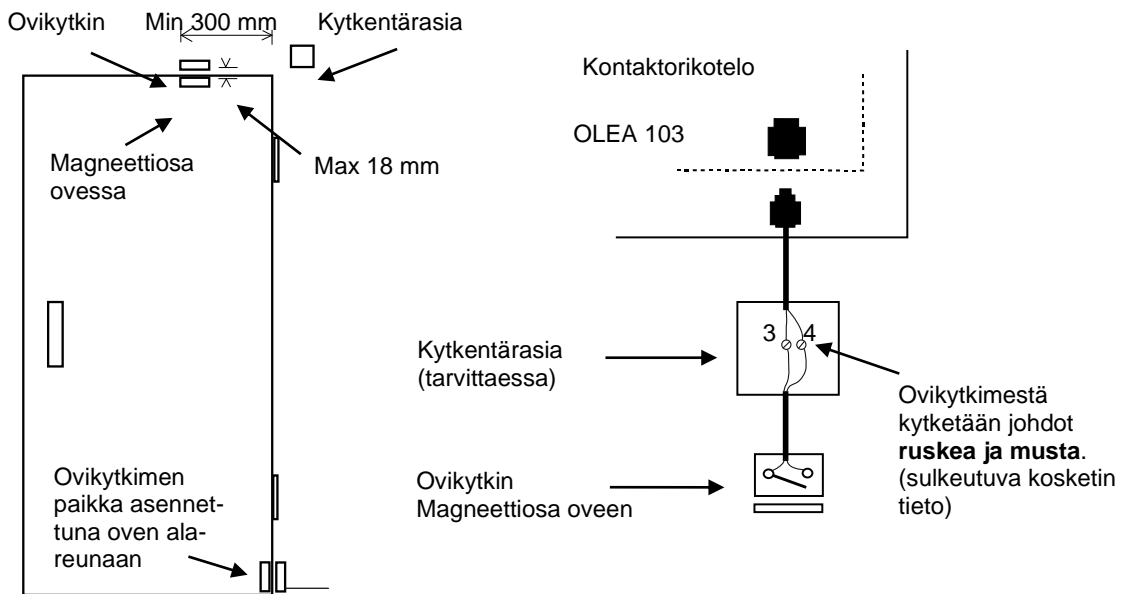 Ovikytkin
Min 300 mm
Kytkentärasia
Magneettiosa
ovessa
Max 18 mm
Ovikytkimen
paikka asennet-
tuna oven ala-
reunaan
Kontaktorikotelo
OLEA 103
3 4
Kytkentärasia
(tarvittaessa)
Ovikytkimestä
kytketään johdot
ruskea ja musta.
(sulkeutuva kosketin
tieto)
Ovikytkin
Magneettiosa oveen